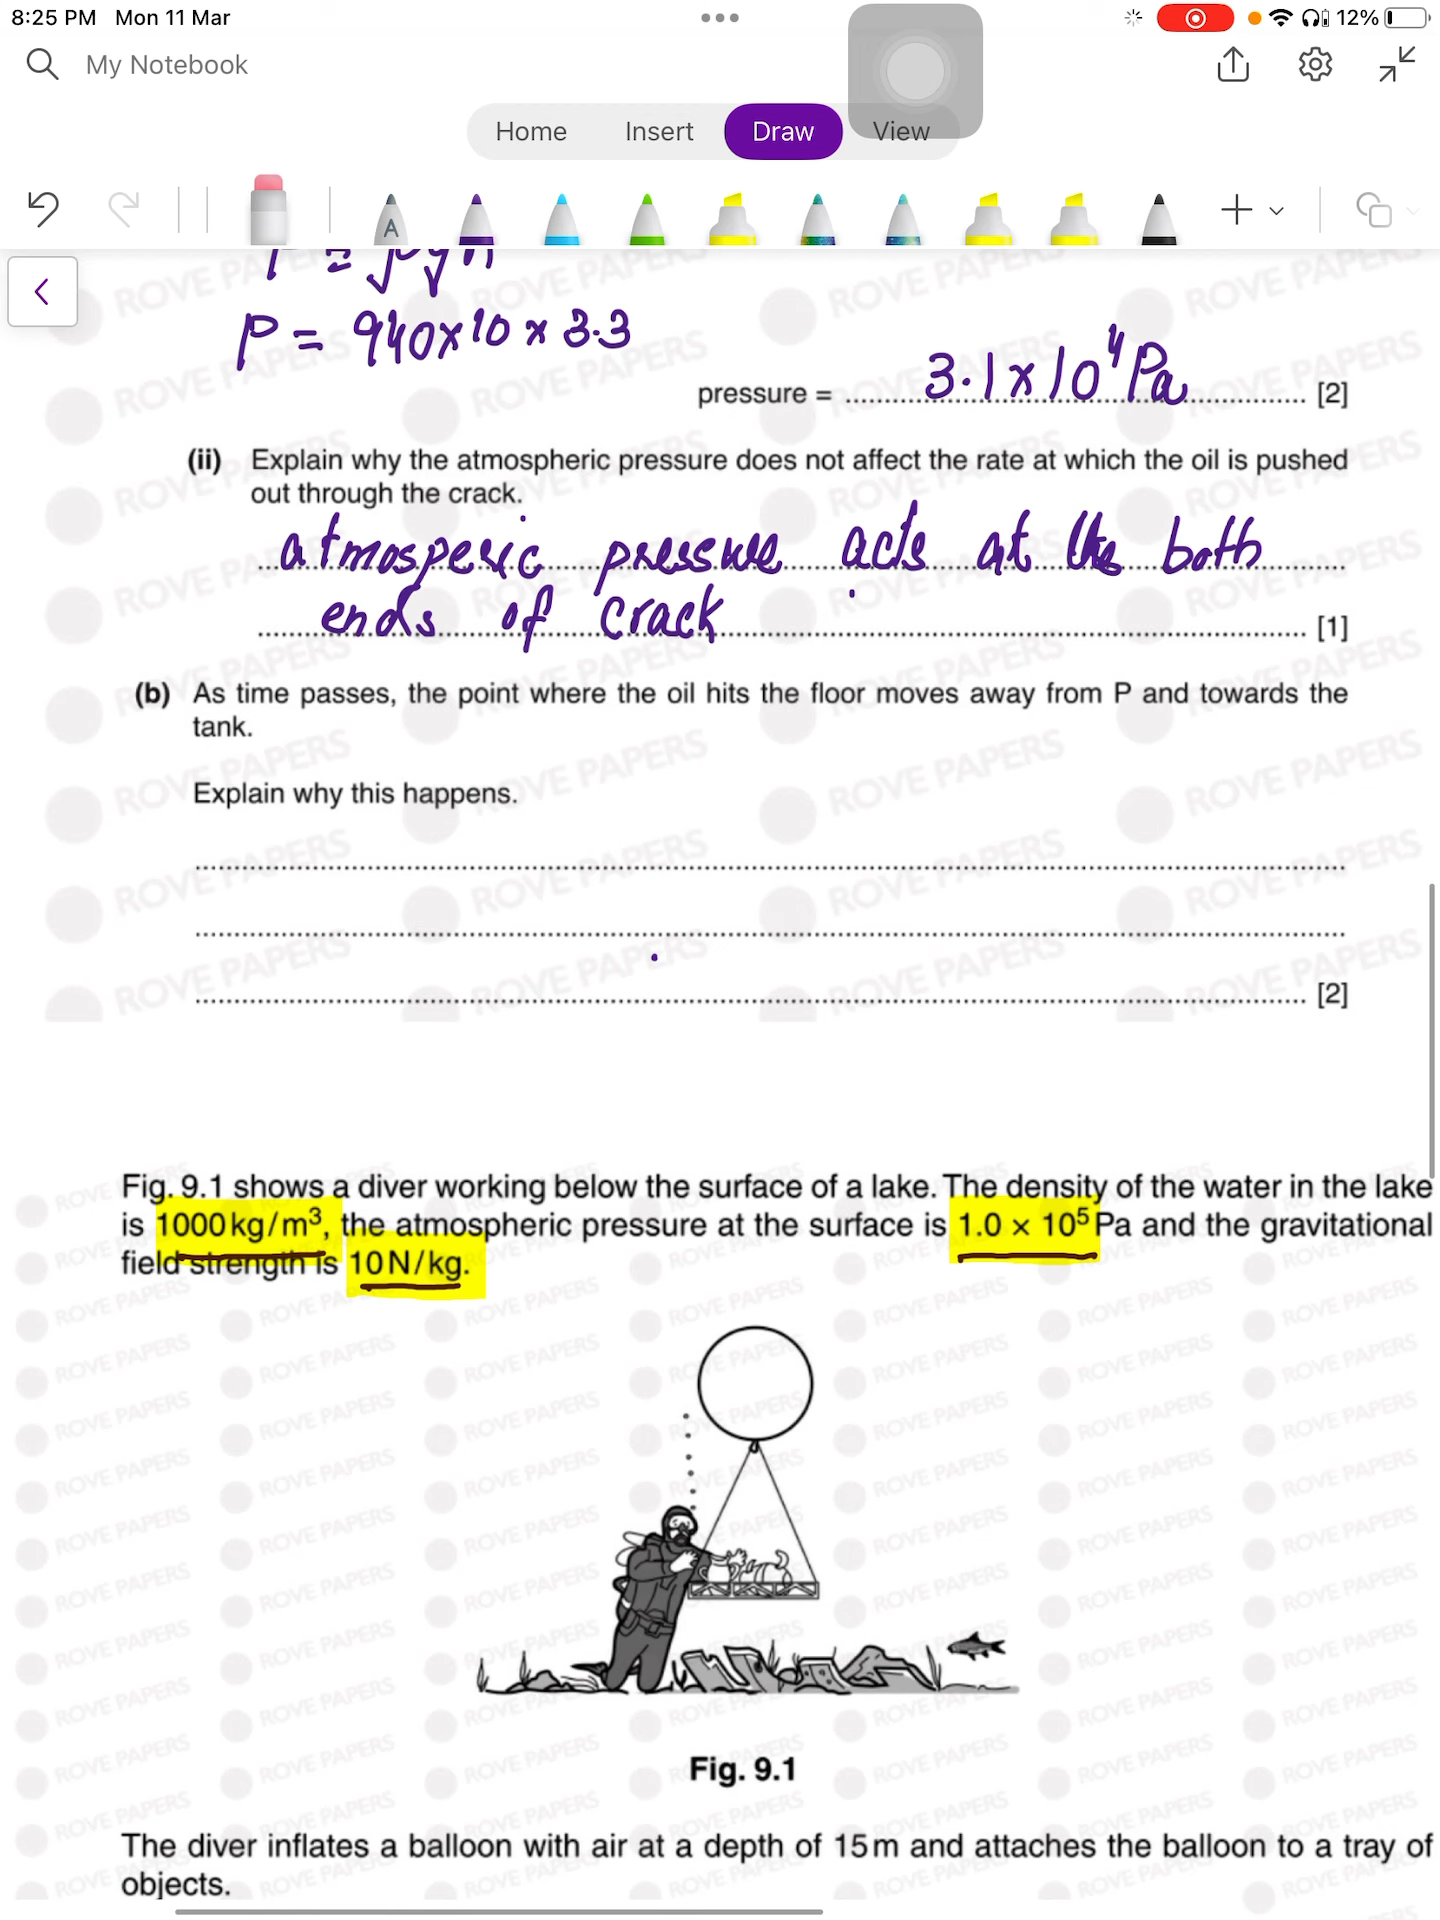 8:25 PM Mon 11 Mar
12%
My Notebook
Home Insert Draw View
A
P = ρgh
P = 940×10 × 3.3
pressure = 3.1×10⁴ Pa [2]
(ii) Explain why the atmospheric pressure does not affect the rate at which the oil is pushed
out through the crack.
atmosperic pressure acts at the both
ends of crack [1]
(b) As time passes, the point where the oil hits the floor moves away from P and towards the
tank.
Explain why this happens.
[2]
Fig. 9.1 shows a diver working below the surface of a lake. The density of the water in the lake
is 1000 kg/m³, the atmospheric pressure at the surface is 1.0 × 10⁵ Pa and the gravitational
field strength is 10 N/kg.
Fig. 9.1
The diver inflates a balloon with air at a depth of 15 m and attaches the balloon to a tray of
objects.
ROVE PAPERS